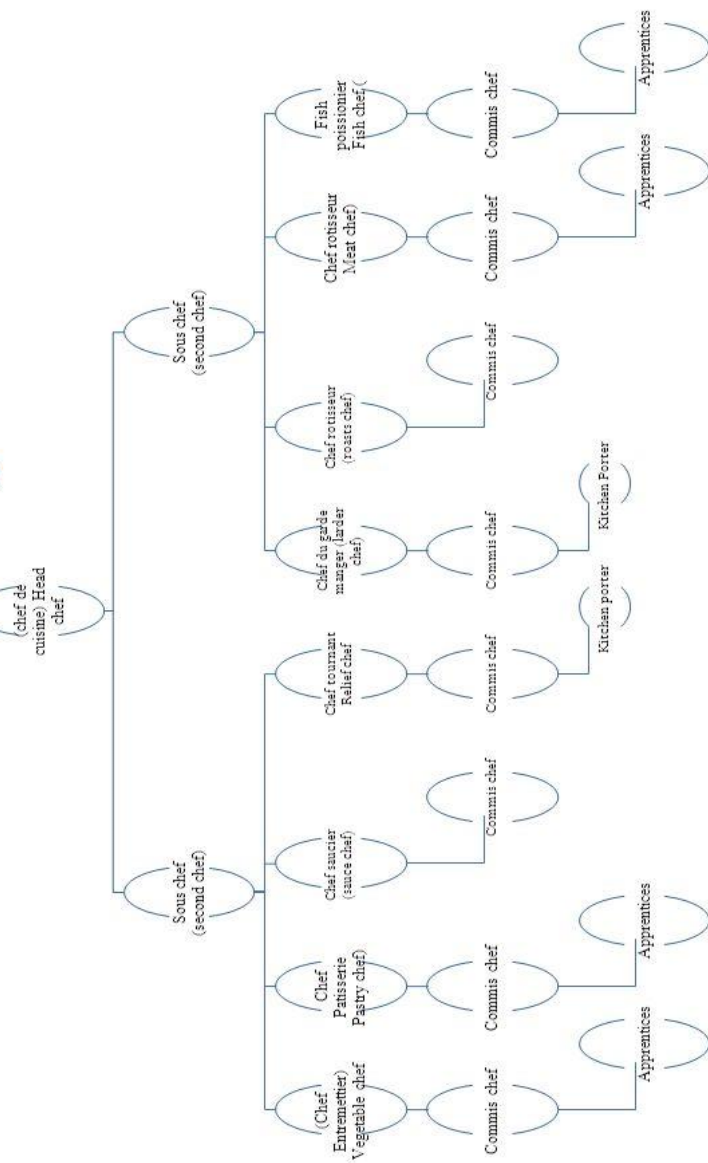 (chef de
cuisine) Head
chef
Sous chef
(second chef)
Sous chef
(second chef)
(Chef
Entremettier)
Vegetable chef
Chef
Patisserie
Pastry chef)
Chef saucier
(sauce chef)
Chef tournant
Relief chef
Chef du garde
manger (larder
chef)
Chef rotisseur
(roasts chef)
Chef rotisseur
Meat chef)
Fish
poissionier
Fish chef (
Commis chef
Commis chef
Commis chef
Commis chef
Commis chef
Commis chef
Commis chef
Commis chef
Apprentices
Apprentices
Kitchen porter
Kitchen Porter
Apprentices
Apprentices